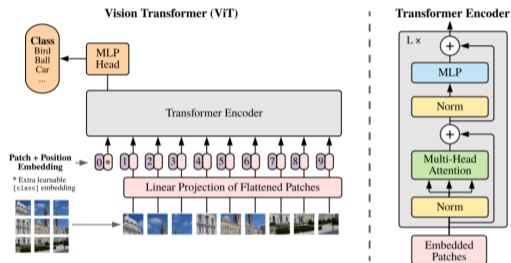 Vision Transformer (ViT)
Class
Bird
Ball
Car
...
MLP
Head
Transformer Encoder
Patch + Position
Embedding
* Extra learnable
[class] embedding
0 * 1 2 3 4 5 6 7 8 9
Linear Projection of Flattened Patches
Transformer Encoder
L x
+
MLP
Norm
+
Multi-Head
Attention
Norm
Embedded
Patches